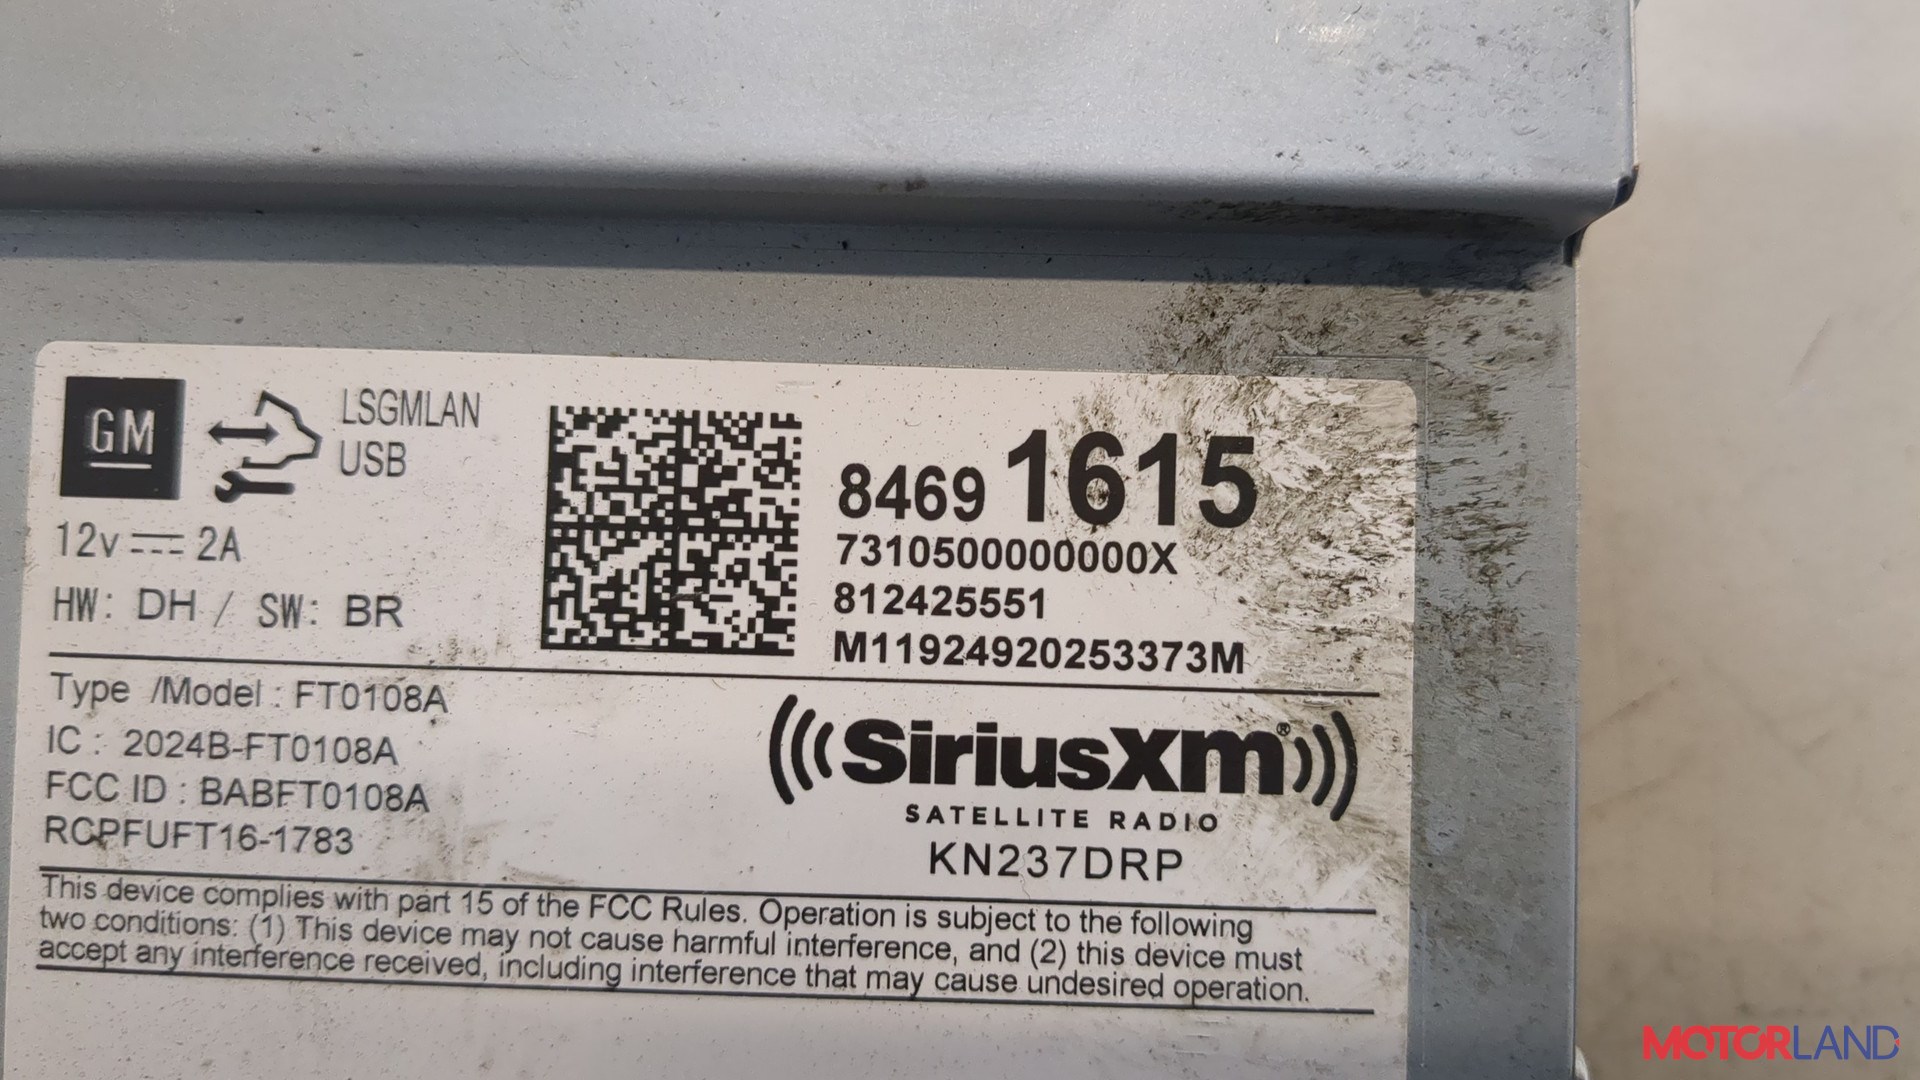 GM
LSGMLAN
USB
12v 2A
HW: DH / SW: BR
8469 1615
7310500000000X
812425551
M11924920253373M
Type /Model : FT0108A
IC : 2024B-FT0108A
FCC ID : BABFT0108A
RCPFUFT16-1783
SiriusXm®
SATELLITE RADIO
KN237DRP
This device complies with part 15 of the FCC Rules. Operation is subject to the following
two conditions: (1) This device may not cause harmful interference, and (2) this device must
accept any interference received, including interference that may cause undesired operation.
MOTORLAND